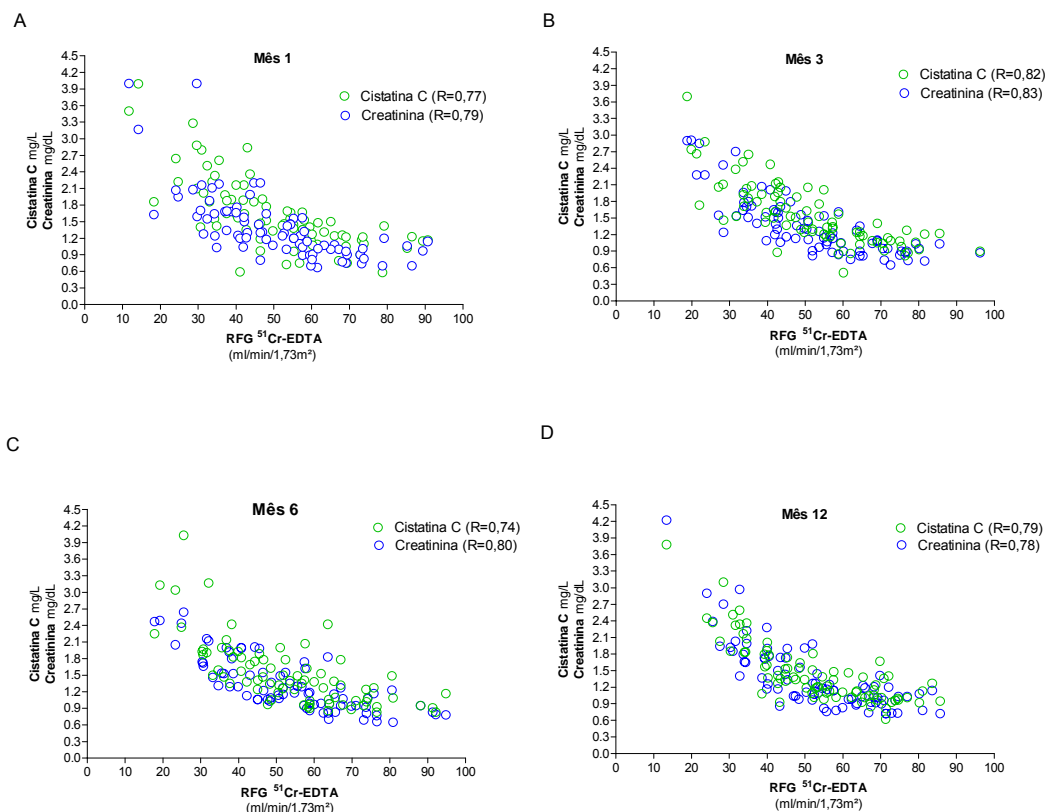 A
Mês 1
Cistatina C (R=0,77)
Creatinina (R=0,79)
Cistatina C mg/L
Creatinina mg/dL
4.5
4.2
3.9
3.6
3.3
3.0
2.7
2.4
2.1
1.8
1.5
1.2
0.9
0.6
0.3
0.0
0 10 20 30 40 50 60 70 80 90 100
RFG ⁵¹Cr-EDTA
(ml/min/1,73m²)
B
Mês 3
Cistatina C (R=0,82)
Creatinina (R=0,83)
Cistatina C mg/L
Creatinina mg/dL
4.5
4.2
3.9
3.6
3.3
3.0
2.7
2.4
2.1
1.8
1.5
1.2
0.9
0.6
0.3
0.0
0 10 20 30 40 50 60 70 80 90 100
RFG ⁵¹Cr-EDTA
(ml/min/1,73m²)
C
Mês 6
Cistatina C (R=0,74)
Creatinina (R=0,80)
Cistatina C mg/L
Creatinina mg/dL
4.5
4.2
3.9
3.6
3.3
3.0
2.7
2.4
2.1
1.8
1.5
1.2
0.9
0.6
0.3
0.0
0 10 20 30 40 50 60 70 80 90 100
RFG ⁵¹Cr-EDTA
(ml/min/1,73m²)
D
Mês 12
Cistatina C (R=0,79)
Creatinina (R=0,78)
Cistatina C mg/L
Creatinina mg/dL
4.5
4.2
3.9
3.6
3.3
3.0
2.7
2.4
2.1
1.8
1.5
1.2
0.9
0.6
0.3
0.0
0 10 20 30 40 50 60 70 80 90 100
RFG ⁵¹Cr-EDTA
(ml/min/1,73m²)